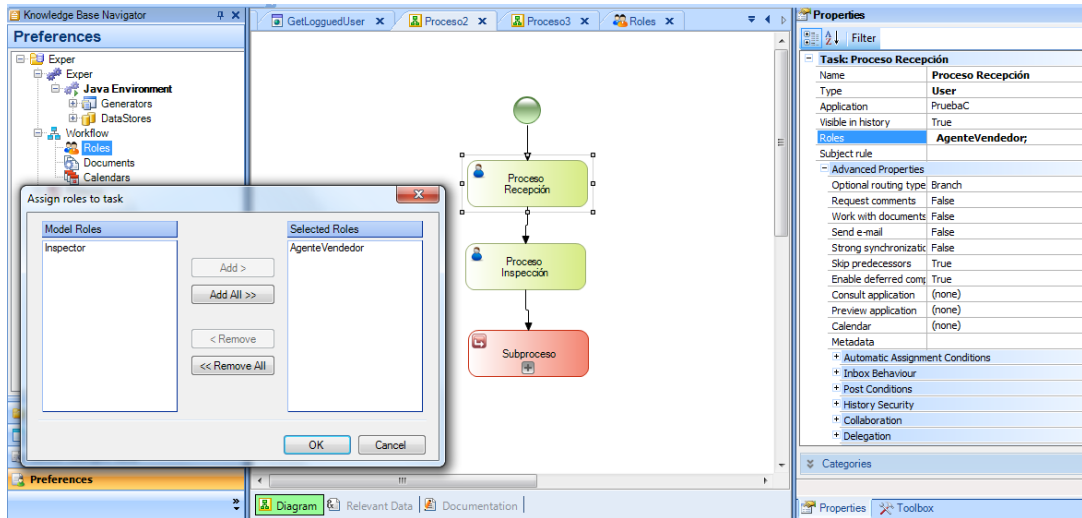 Knowledge Base Navigator
Preferences
Exper
Exper
Java Environment
Generators
DataStores
Workflow
Roles
Documents
Calendars
Assign roles to task
Model Roles
Inspector
Add >
Add All >>
< Remove
<< Remove All
Selected Roles
AgenteVendedor
OK
Cancel
Preferences
GetLogguedUser
Proceso2
Proceso3
Roles
Proceso
Recepción
Proceso
Inspección
Subproceso
Diagram
Relevant Data
Documentation
Properties
Filter
Task: Proceso Recepción
Name Proceso Recepción
Type User
Application PruebaC
Visible in history True
Roles AgenteVendedor;
Subject rule
Advanced Properties
Optional routing type Branch
Request comments False
Work with documents False
Send e-mail False
Strong synchronizatic False
Skip predecessors True
Enable deferred comp True
Consult application (none)
Preview application (none)
Calendar (none)
Metadata
Automatic Assignment Conditions
Inbox Behaviour
Post Conditions
History Security
Collaboration
Delegation
Categories
Properties
Toolbox